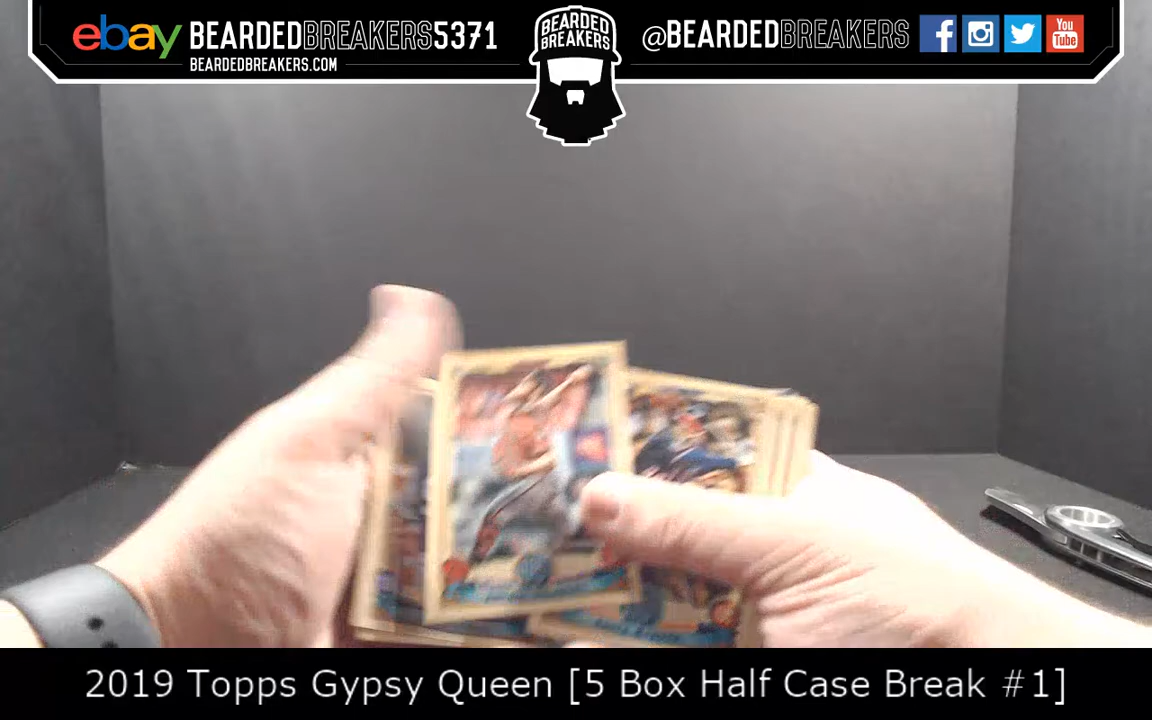 ebay BEARDEDBREAKERS5371
BEARDEDBREAKERS.COM
BEARDED
BREAKERS
@BEARDEDBREAKERS
You
Tube
2019 Topps Gypsy Queen [5 Box Half Case Break #1]